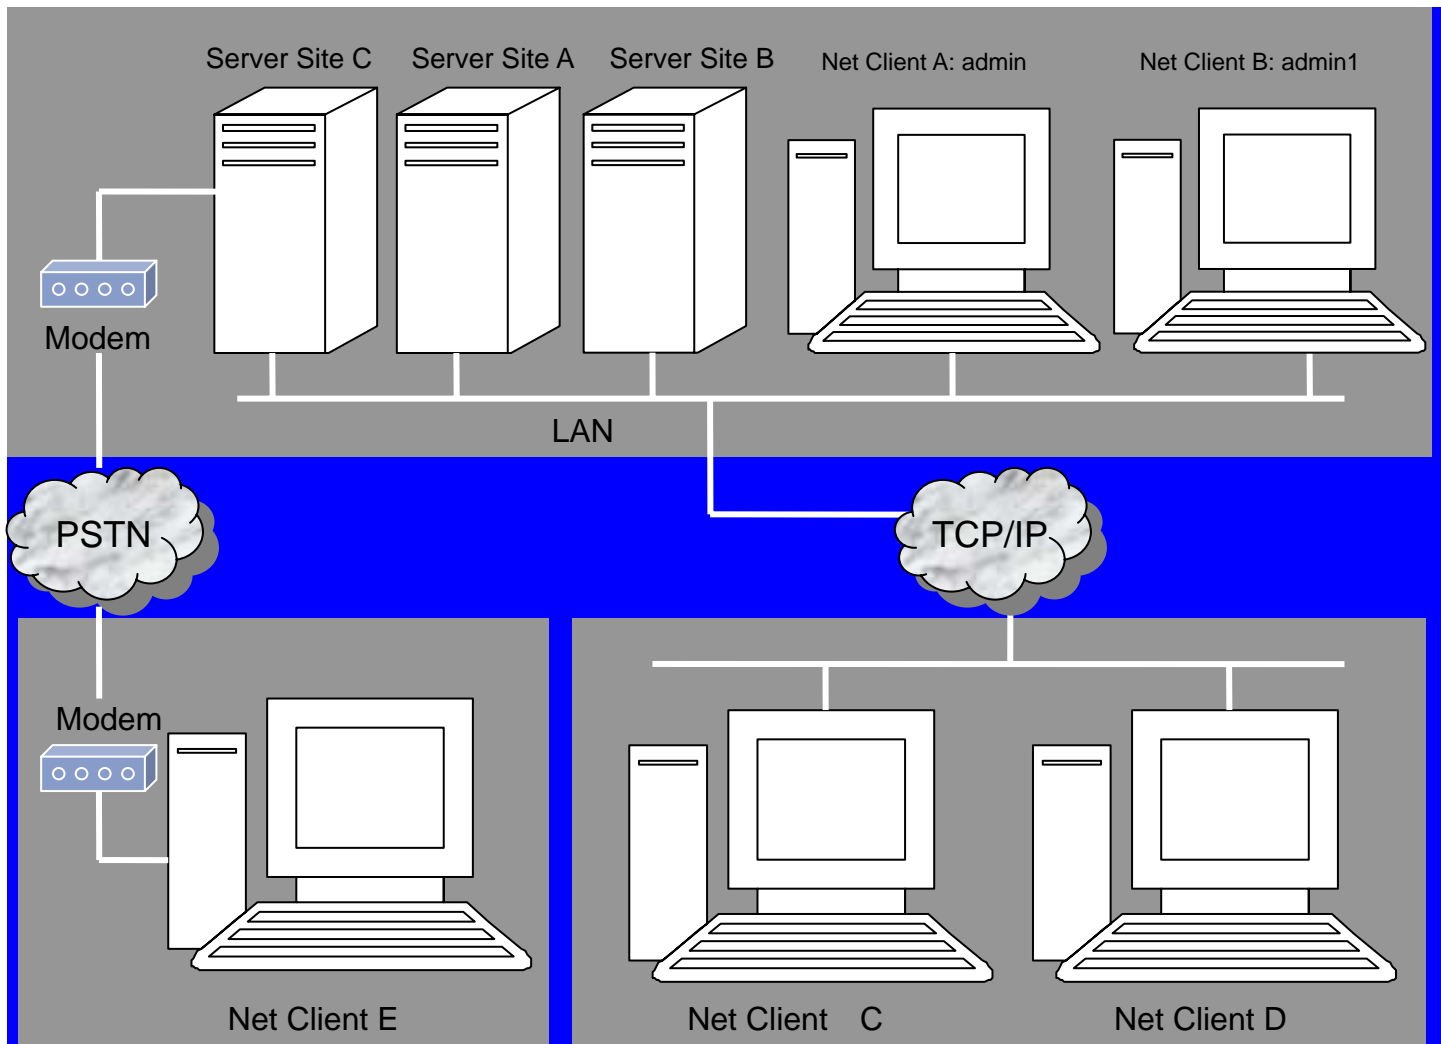 Server Site C
Server Site A
Server Site B
Net Client A: admin
Net Client B: admin1
Modem
LAN
PSTN
TCP/IP
Modem
Net Client E
Net Client C
Net Client D